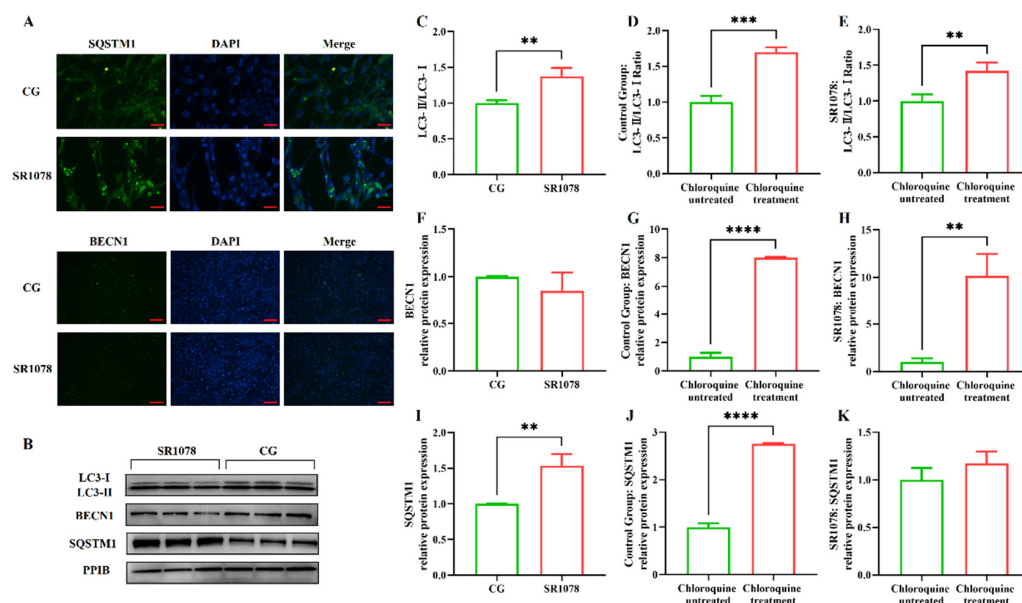 A
SQSTM1 DAPI Merge
CG
SR1078
BECN1 DAPI Merge
CG
SR1078
B
SR1078 CG
LC3-I
LC3-II
BECN1
SQSTM1
PPIB
C
LC3-Ⅱ/LC3-Ⅰ
2.0
1.5
1.0
0.5
0.0
**
CG SR1078
D
Control Group:
LC3-Ⅱ/LC3-Ⅰ Ratio
2.0
1.5
1.0
0.5
0.0
***
Chloroquine Chloroquine
untreated treatment
E
SR1078:
LC3-Ⅱ/LC3-Ⅰ Ratio
2.0
1.5
1.0
0.5
0.0
**
Chloroquine Chloroquine
untreated treatment
F
BECN1
relative protein expression
1.5
1.0
0.5
0.0
CG SR1078
G
Control Group: BECN1
relative protein expression
10
8
6
4
2
0
****
Chloroquine Chloroquine
untreated treatment
H
SR1078: BECN1
relative protein expression
15
10
5
0
**
Chloroquine Chloroquine
untreated treatment
I
SQSTM1
relative protein expression
2.0
1.5
1.0
0.5
0.0
**
CG SR1078
J
Control Group: SQSTM1
relative protein expression
3
2
1
0
****
Chloroquine Chloroquine
untreated treatment
K
SR1078: SQSTM1
relative protein expression
1.5
1.0
0.5
0.0
Chloroquine Chloroquine
untreated treatment